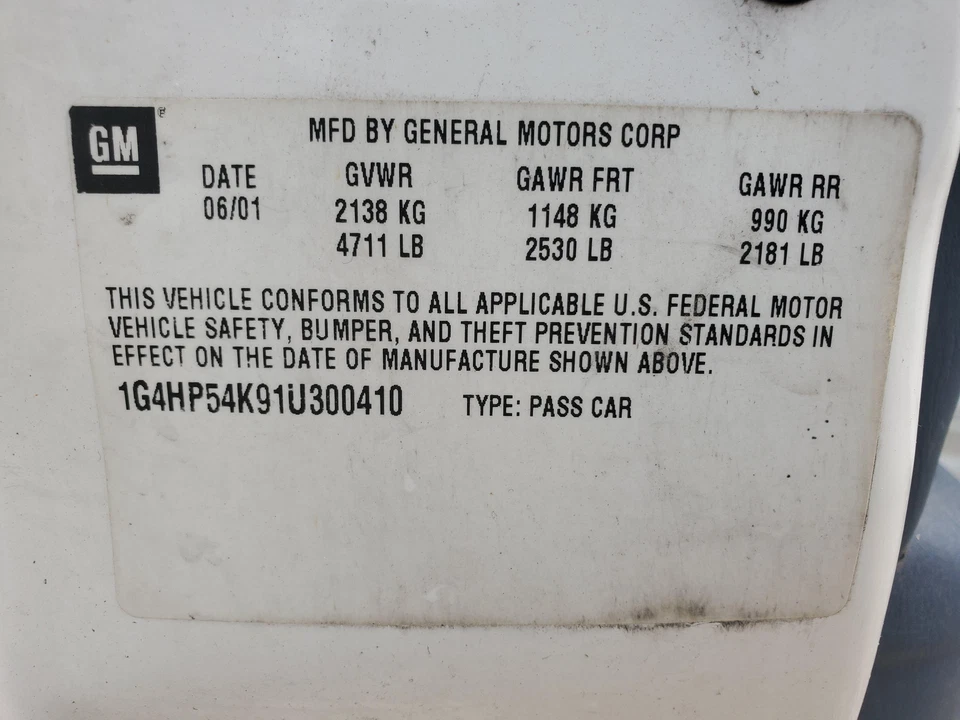 GM ®
MFD BY GENERAL MOTORS CORP
DATE GVWR GAWR FRT GAWR RR
06/01 2138 KG 1148 KG 990 KG
4711 LB 2530 LB 2181 LB
THIS VEHICLE CONFORMS TO ALL APPLICABLE U.S. FEDERAL MOTOR
VEHICLE SAFETY, BUMPER, AND THEFT PREVENTION STANDARDS IN
EFFECT ON THE DATE OF MANUFACTURE SHOWN ABOVE.
1G4HP54K91U300410 TYPE: PASS CAR